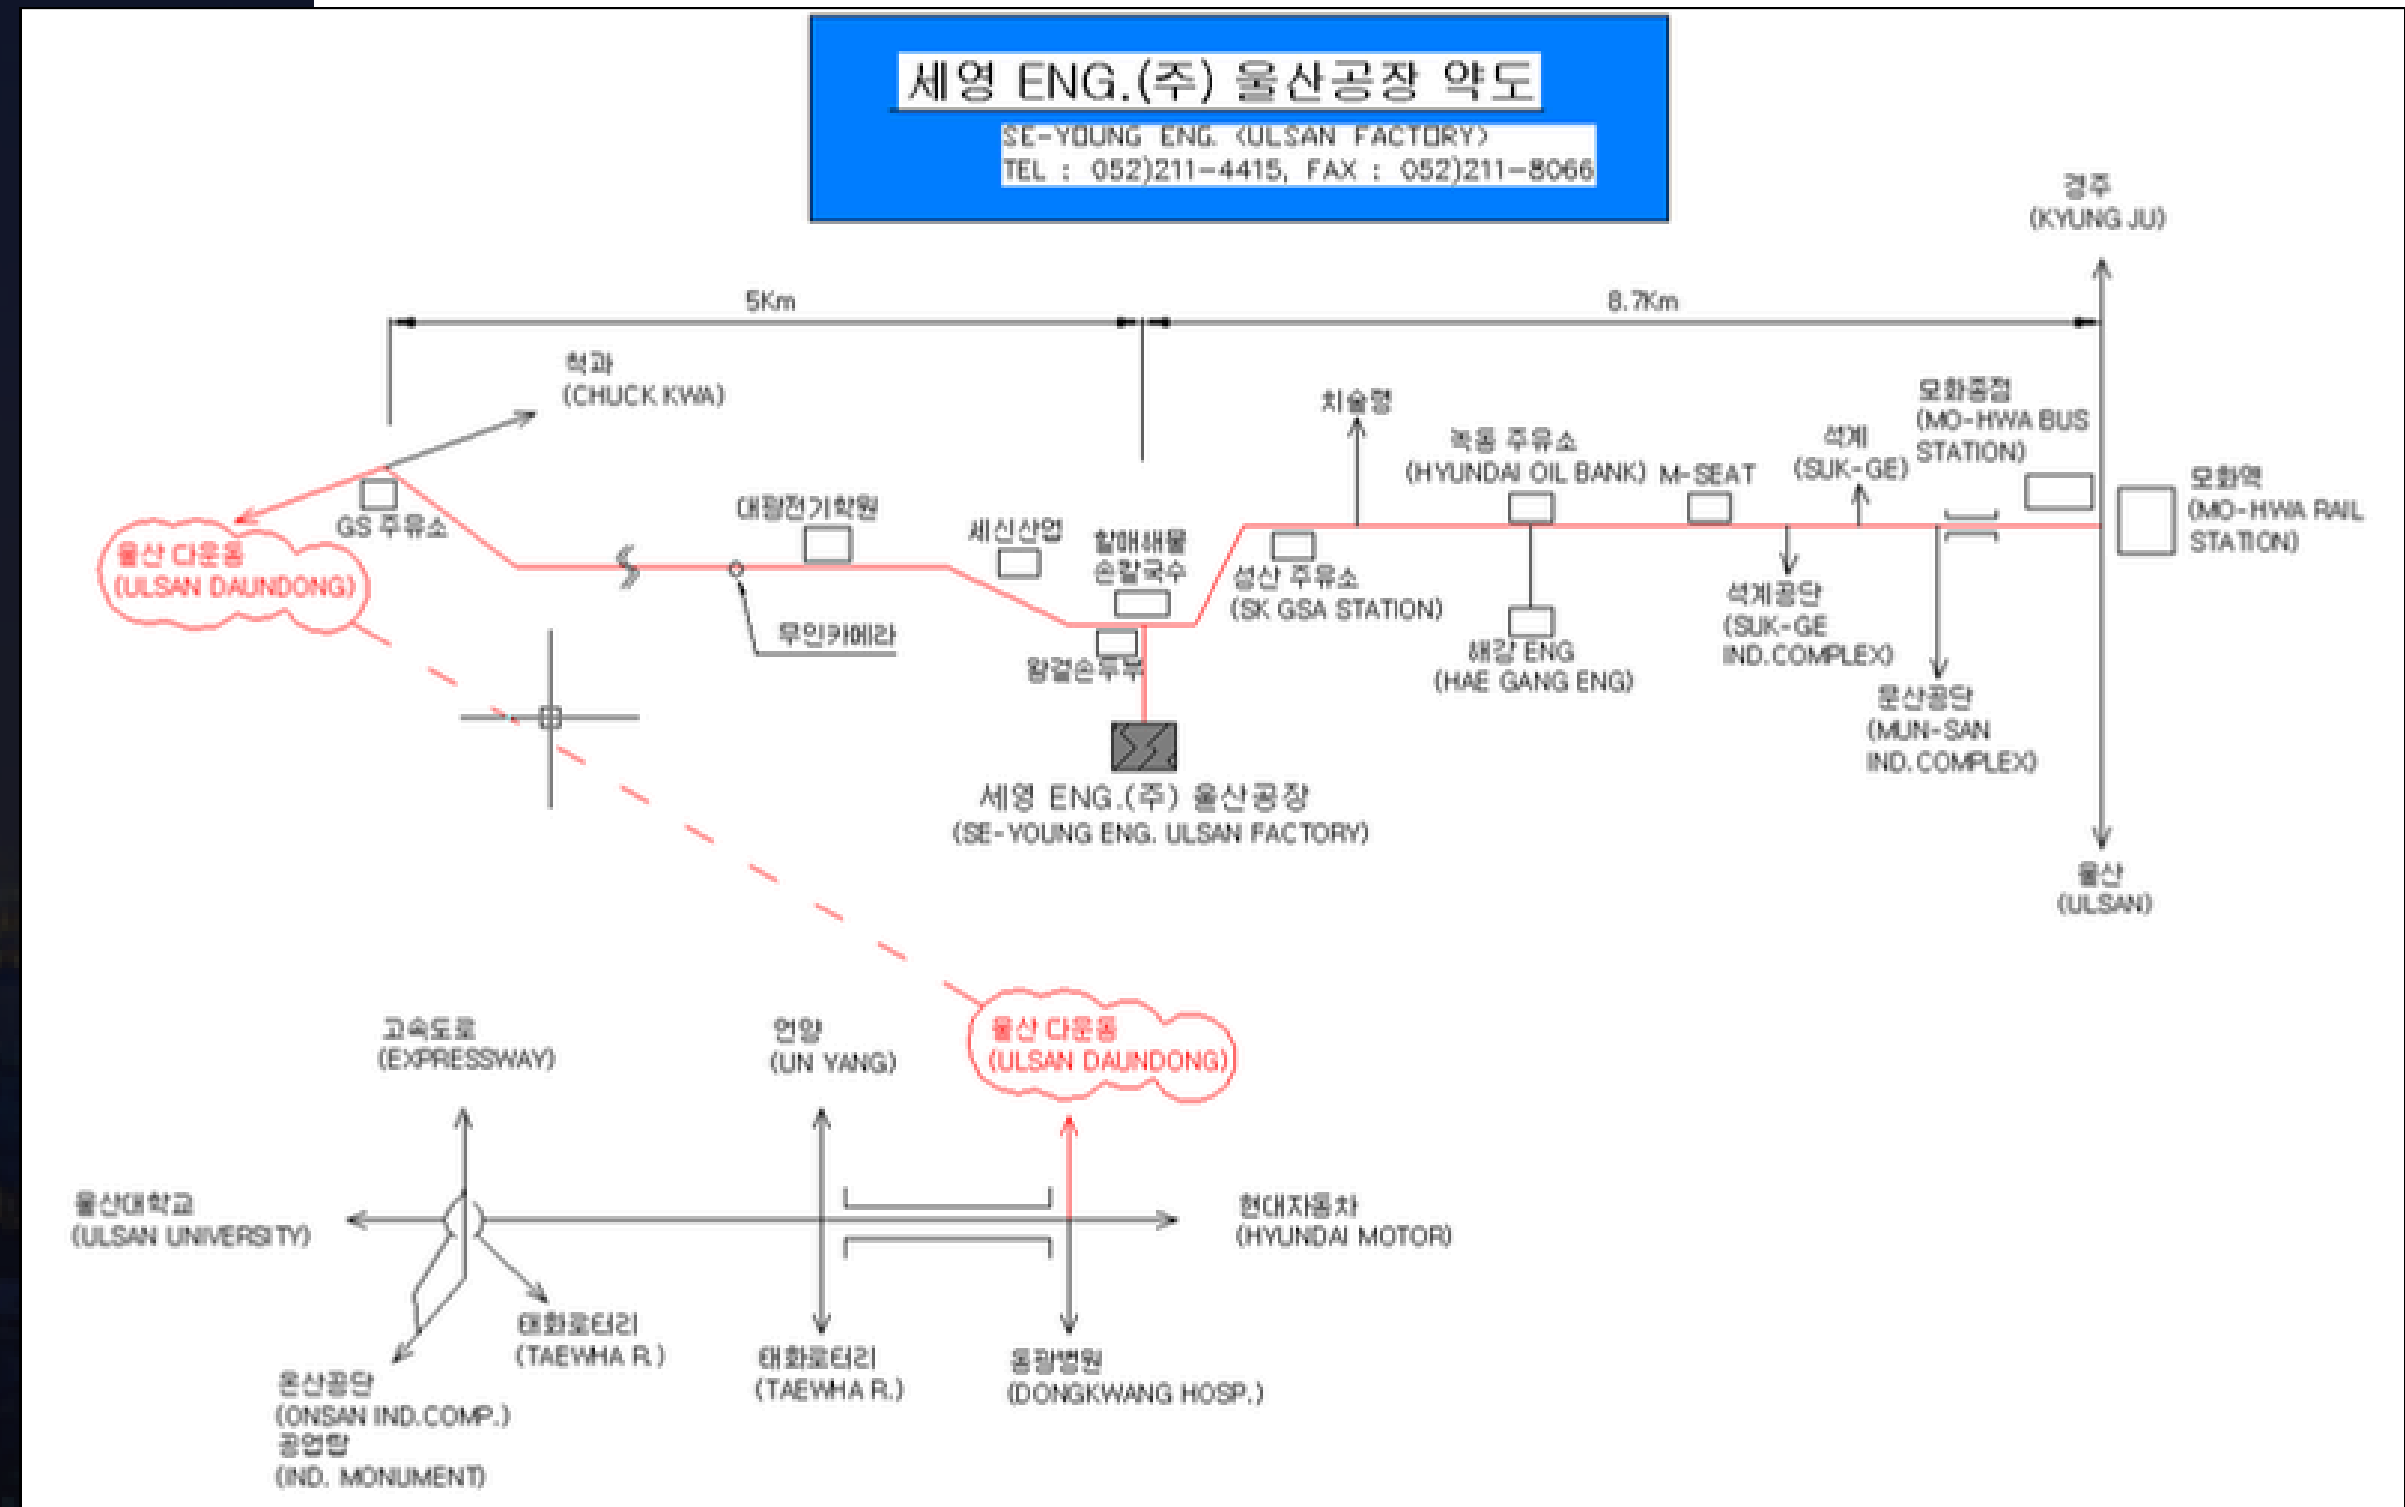 세영 ENG.(주) 울산공장 약도
SE-YOUNG ENG. (ULSAN FACTORY)
TEL : 052)211-4415, FAX : 052)211-8066
경주
(KYUNG JU)
5Km
8.7Km
척과
(CHUCK KWA)
치술령
모화종점
(MO-HWA BUS
STATION)
석계
(SUK-GE)
녹동 주유소
(HYUNDAI OIL BANK)
M-SEAT
모화역
(MO-HWA RAIL
STATION)
GS 주유소
대광전기학원
세신산업
할매해물
손칼국수
울산 다운동
(ULSAN DAUNDONG)
성산 주유소
(SK GSA STATION)
무인카메라
왕결손두부
해강 ENG
(HAE GANG ENG)
석계공단
(SUK-GE
IND.COMPLEX)
문산공단
(MUN-SAN
IND.COMPLEX)
세영 ENG.(주) 울산공장
(SE-YOUNG ENG. ULSAN FACTORY)
울산
(ULSAN)
고속도로
(EXPRESSWAY)
언양
(UN YANG)
울산 다운동
(ULSAN DAUNDONG)
울산대학교
(ULSAN UNIVERSITY)
현대자동차
(HYUNDAI MOTOR)
태화로터리
(TAEWHA R.)
태화로터리
(TAEWHA R.)
동광병원
(DONGKWANG HOSP.)
온산공단
(ONSAN IND.COMP.)
공업탑
(IND. MONUMENT)